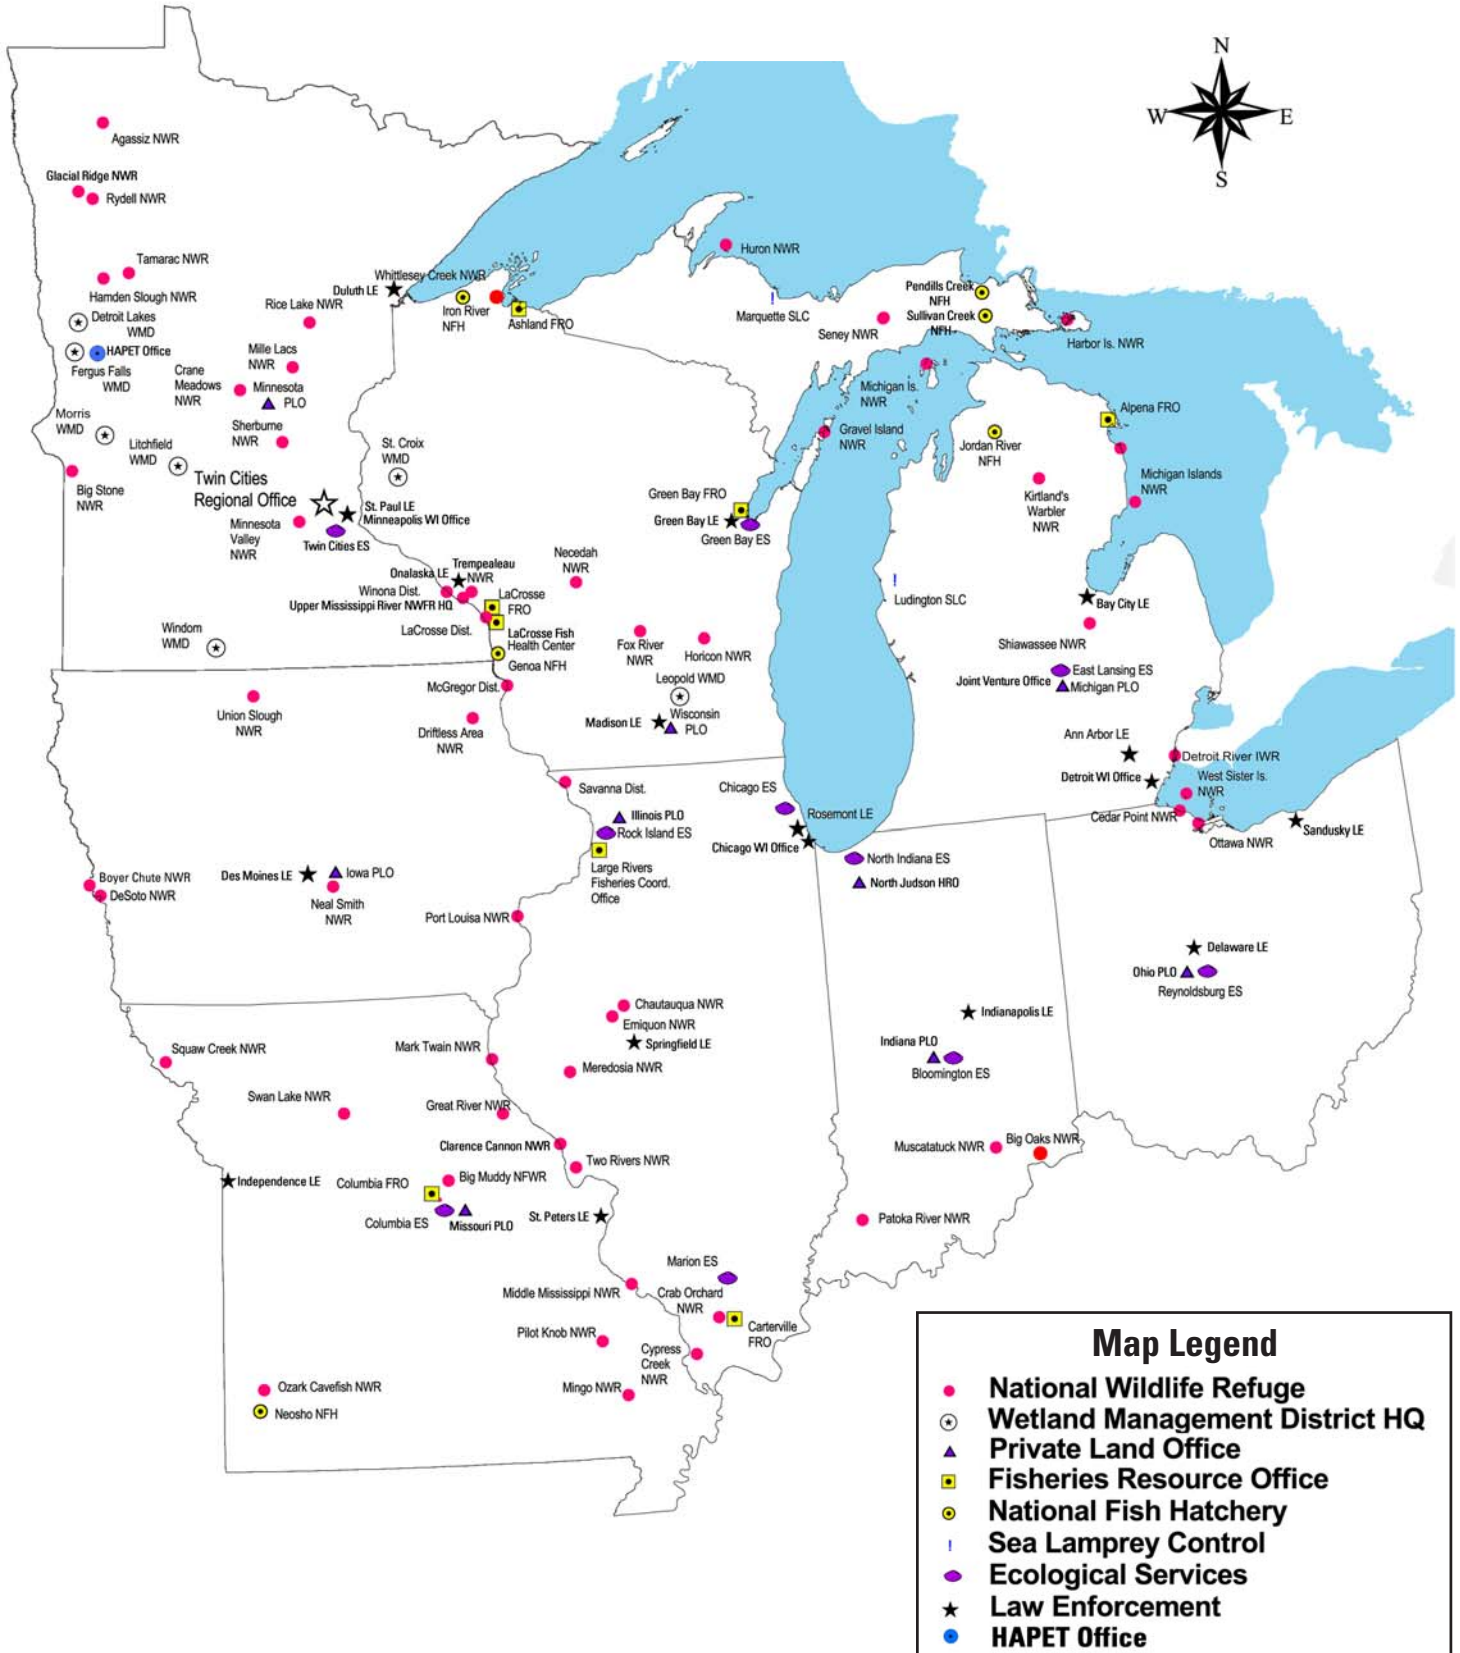 N
W
E
S
Agassiz NWR
Glacial Ridge NWR
Rydell NWR
Tamarac NWR
Hamden Slough NWR
Detroit Lakes
WMD
HAPET Office
Fergus Falls
WMD
Morris
WMD
Litchfield
WMD
Big Stone
NWR
Rice Lake NWR
Mille Lacs
NWR
Crane
Meadows
NWR
Minnesota
PLO
Sherburne
NWR
Twin Cities
Regional Office
Minnesota
Valley
NWR
St. Paul LE
Minneapolis WI Office
Twin Cities ES
Windom
WMD
Duluth LE
Whittlesey Creek NWR
Iron River
NFH
Ashland FRO
St. Croix
WMD
Huron NWR
Marquette SLC
Seney NWR
Pendills Creek
NFH
Sullivan Creek
NFH
Harbor Is. NWR
Michigan Is.
NWR
Gravel Island
NWR
Jordan River
NFH
Alpena FRO
Michigan Islands
NWR
Kirtland's
Warbler
NWR
Green Bay FRO
Green Bay LE
Green Bay ES
Necedah
NWR
Trempealeau
NWR
Onalaska LE
Winona Dist.
Upper Mississippi River NWFR HQ
LaCrosse
FRO
LaCrosse Dist.
LaCrosse Fish
Health Center
Genoa NFH
McGregor Dist.
Fox River
NWR
Horicon NWR
Leopold WMD
Madison LE
Wisconsin
PLO
Ludington SLC
Bay City LE
Shiawassee NWR
East Lansing ES
Joint Venture Office
Michigan PLO
Ann Arbor LE
Detroit River IWR
Detroit WI Office
West Sister Is.
NWR
Cedar Point NWR
Ottawa NWR
Sandusky LE
Union Slough
NWR
Driftless Area
NWR
Savanna Dist.
Illinois PLO
Rock Island ES
Large Rivers
Fisheries Coord.
Office
Chicago ES
Rosemont LE
Chicago WI Office
North Indiana ES
North Judson HRO
Boyer Chute NWR
DeSoto NWR
Des Moines LE
Iowa PLO
Neal Smith
NWR
Port Louisa NWR
Delaware LE
Ohio PLO
Reynoldsburg ES
Chautauqua NWR
Emiquon NWR
Springfield LE
Meredosia NWR
Indianapolis LE
Indiana PLO
Bloomington ES
Squaw Creek NWR
Mark Twain NWR
Swan Lake NWR
Great River NWR
Clarence Cannon NWR
Two Rivers NWR
Muscatatuck NWR
Big Oaks NWR
Independence LE
Columbia FRO
Big Muddy NFWR
Columbia ES
Missouri PLO
St. Peters LE
Patoka River NWR
Marion ES
Middle Mississippi NWR
Crab Orchard
NWR
Carterville
FRO
Pilot Knob NWR
Cypress
Creek
NWR
Mingo NWR
Ozark Cavefish NWR
Neosho NFH
Map Legend
National Wildlife Refuge
Wetland Management District HQ
Private Land Office
Fisheries Resource Office
National Fish Hatchery
! Sea Lamprey Control
Ecological Services
Law Enforcement
HAPET Office